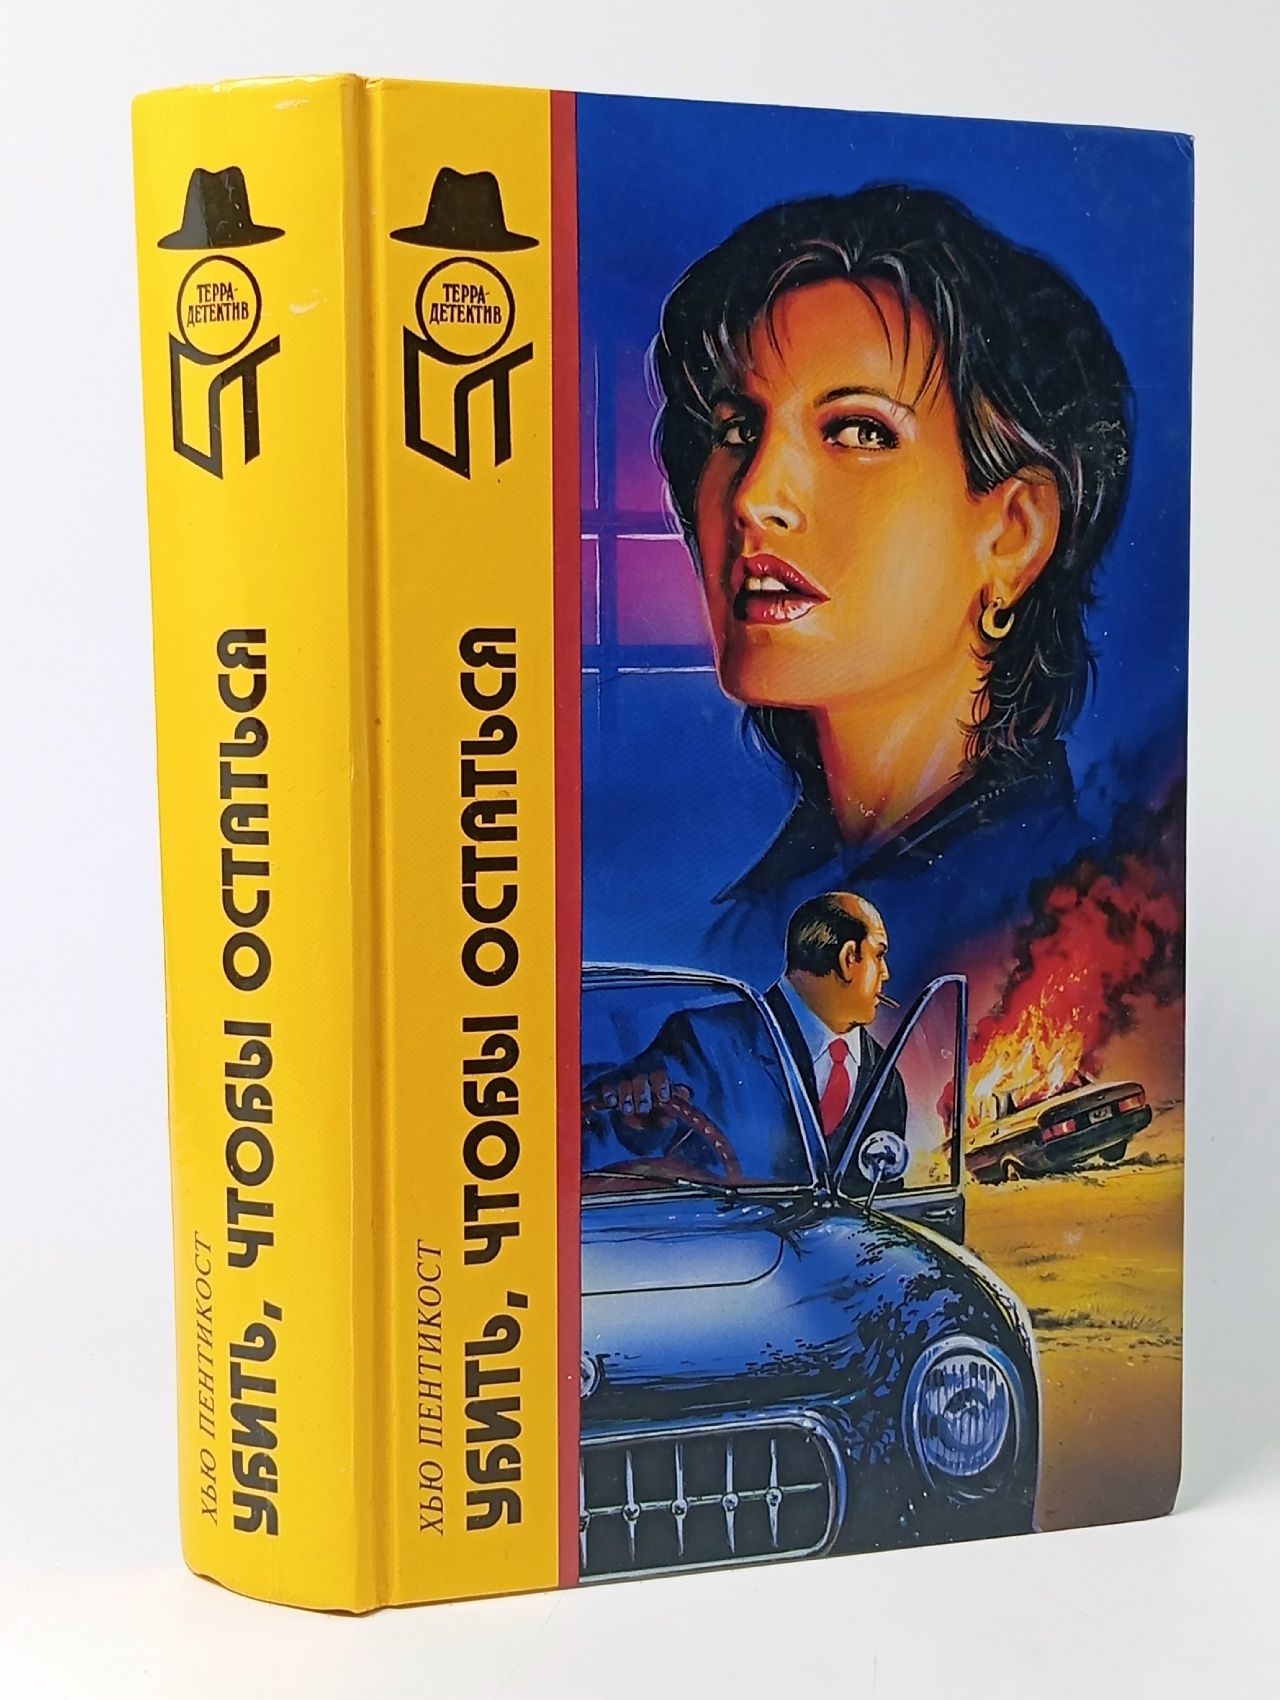 ТЕРРА-
ДЕТЕКТИВ
ХЬЮ ПЕНТИКОСТ
УБИТЬ, ЧТОБЫ ОСТАТЬСЯ
ТЕРРА-
ДЕТЕКТИВ
ХЬЮ ПЕНТИКОСТ
УБИТЬ, ЧТОБЫ ОСТАТЬСЯ